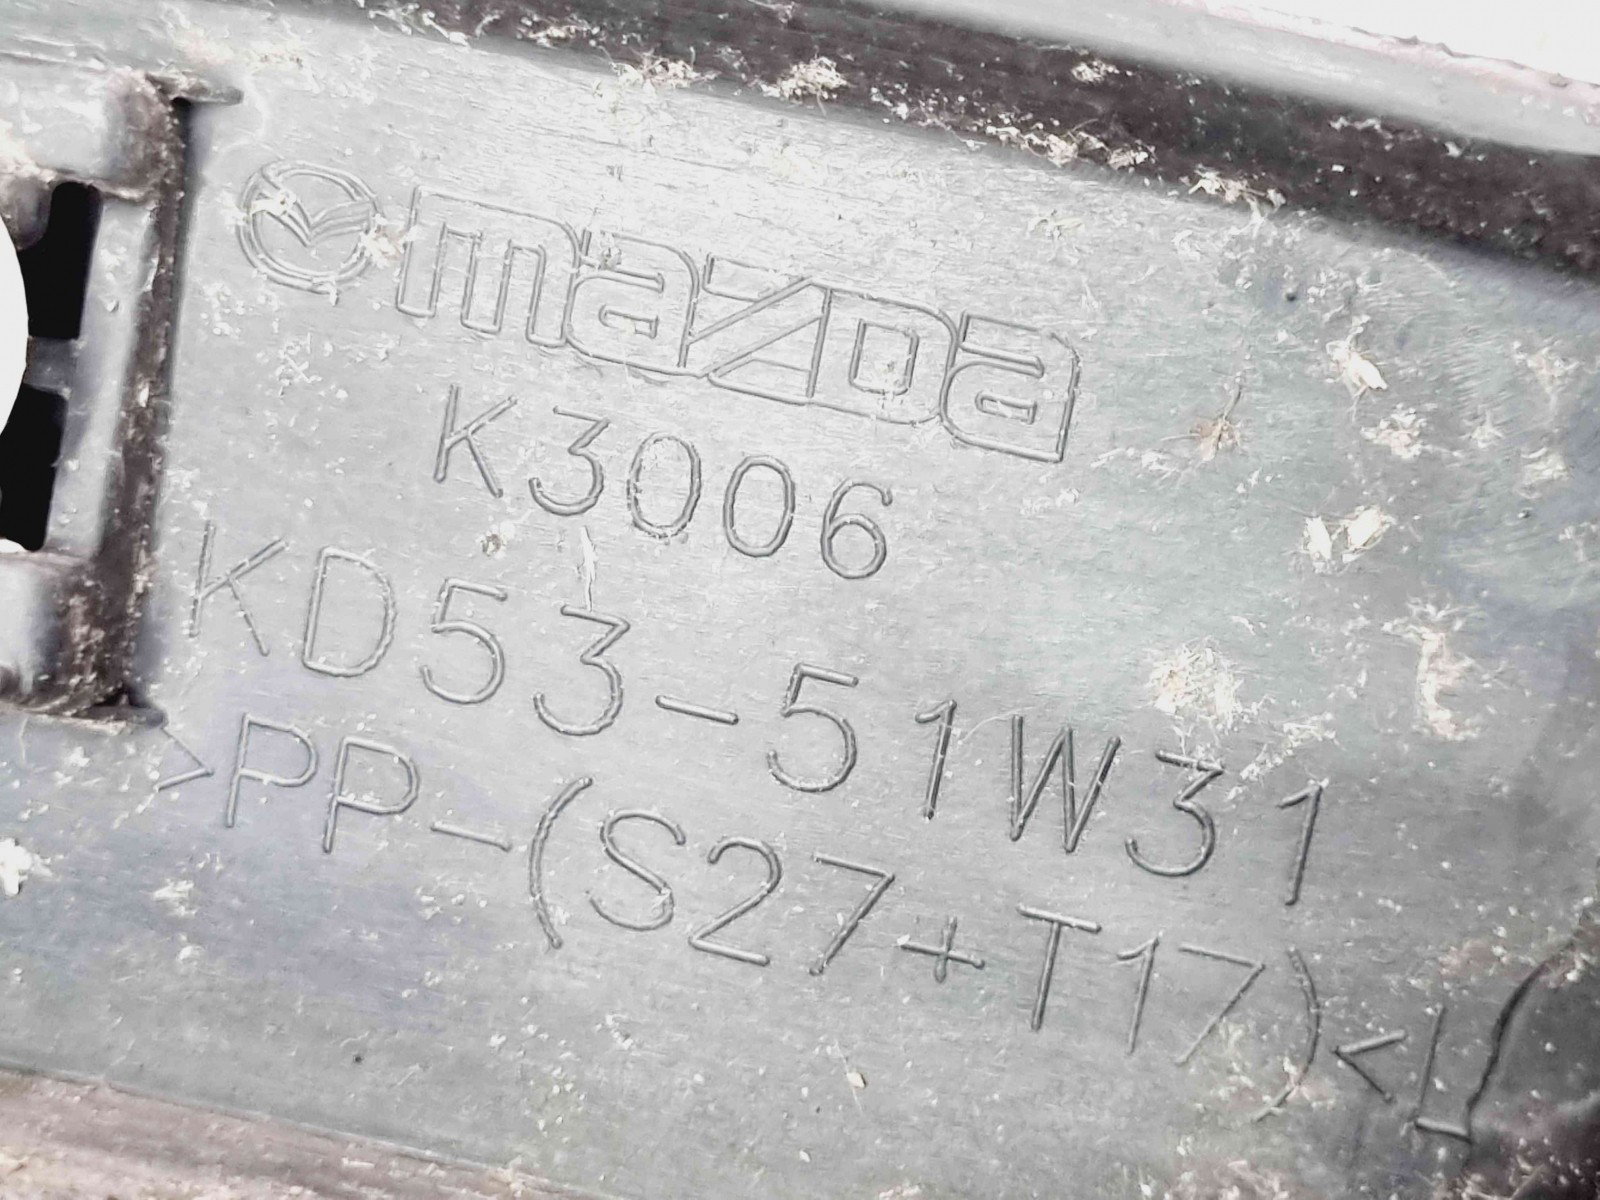 mazda
K3006
KD53-51W31
>PP-(S27+T17)<